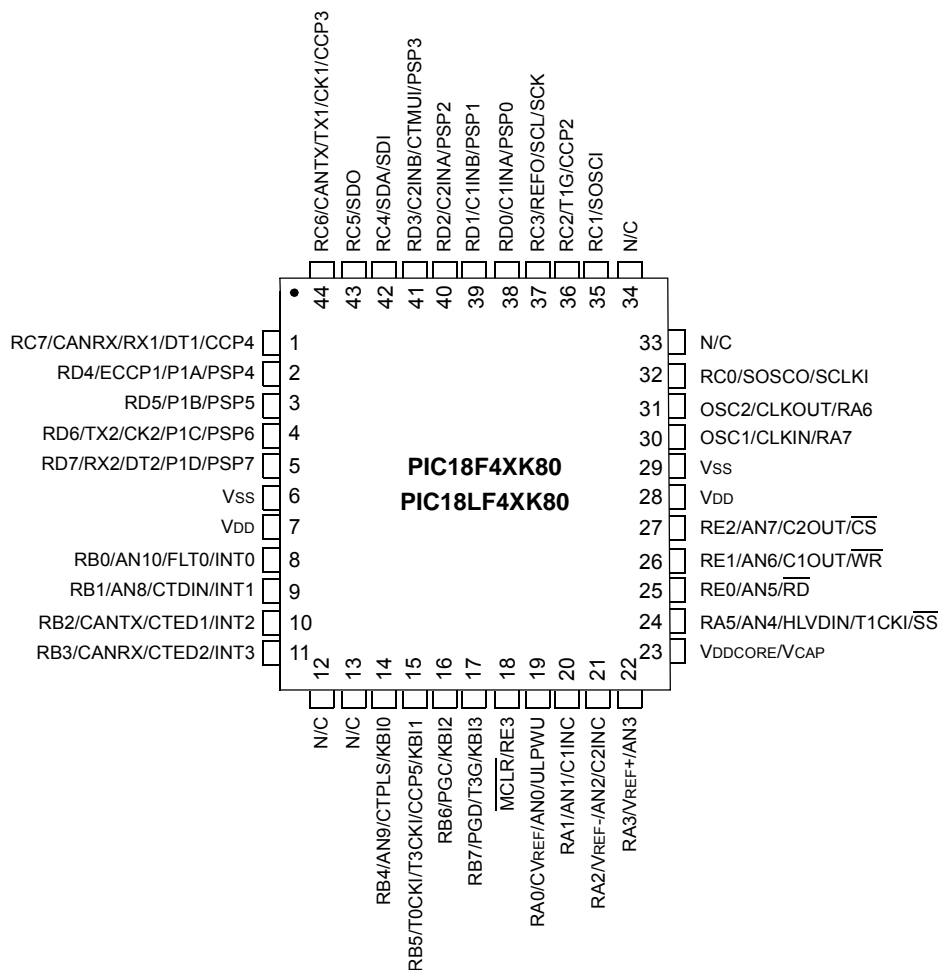 RC6/CANTX/TX1/CK1/CCP3
RC5/SDO
RC4/SDA/SDI
RD3/C2INB/CTMUI/PSP3
RD2/C2INA/PSP2
RD1/C1INB/PSP1
RD0/C1INA/PSP0
RC3/REFO/SCL/SCK
RC2/T1G/CCP2
RC1/SOSCI
N/C
44
43
42
41
40
39
38
37
36
35
34
RC7/CANRX/RX1/DT1/CCP4 1
RD4/ECCP1/P1A/PSP4 2
RD5/P1B/PSP5 3
RD6/TX2/CK2/P1C/PSP6 4
RD7/RX2/DT2/P1D/PSP7 5
VSS 6
VDD 7
RB0/AN10/FLT0/INT0 8
RB1/AN8/CTDIN/INT1 9
RB2/CANTX/CTED1/INT2 10
RB3/CANRX/CTED2/INT3 11
PIC18F4XK80
PIC18LF4XK80
33 N/C
32 RC0/SOSCO/SCLKI
31 OSC2/CLKOUT/RA6
30 OSC1/CLKIN/RA7
29 VSS
28 VDD
27 RE2/AN7/C2OUT/C̅S̅
26 RE1/AN6/C1OUT/W̅R̅
25 RE0/AN5/R̅D̅
24 RA5/AN4/HLVDIN/T1CKI/S̅S̅
23 VDDCORE/VCAP
12
13
14
15
16
17
18
19
20
21
22
N/C
N/C
RB4/AN9/CTPLS/KBI0
RB5/T0CKI/T3CKI/CCP5/KBI1
RB6/PGC/KBI2
RB7/PGD/T3G/KBI3
M̅C̅L̅R̅/RE3
RA0/CVREF/AN0/ULPWU
RA1/AN1/C1INC
RA2/VREF-/AN2/C2INC
RA3/VREF+/AN3